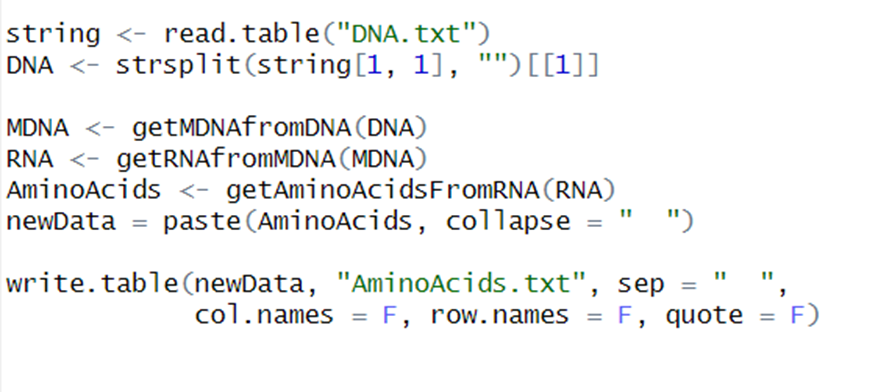 string <- read.table("DNA.txt")
DNA <- strsplit(string[1, 1], "")[[1]]
MDNA <- getMDNAfromDNA(DNA)
RNA <- getRNAfromMDNA(MDNA)
AminoAcids <- getAminoAcidsFromRNA(RNA)
newData = paste(AminoAcids, collapse = "  ")
write.table(newData, "AminoAcids.txt", sep = "  ",
            col.names = F, row.names = F, quote = F)